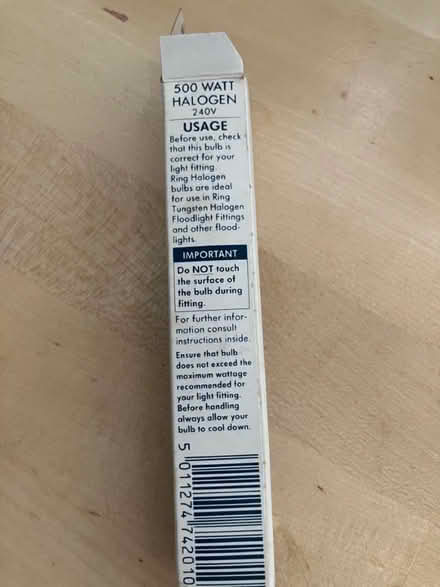 500 WATT
HALOGEN
240V
USAGE
Before use, check
that this bulb is
correct for your
light fitting.
Ring Halogen
bulbs are ideal
for use in Ring
Tungsten Halogen
Floodlight Fittings
and other flood-
lights.
IMPORTANT
Do NOT touch
the surface of
the bulb during
fitting.
For further infor-
mation consult
instructions inside.
Ensure that bulb
does not exceed the
maximum wattage
recommended for
your light fitting.
Before handling
always allow your
bulb to cool down.
5 011274 742010